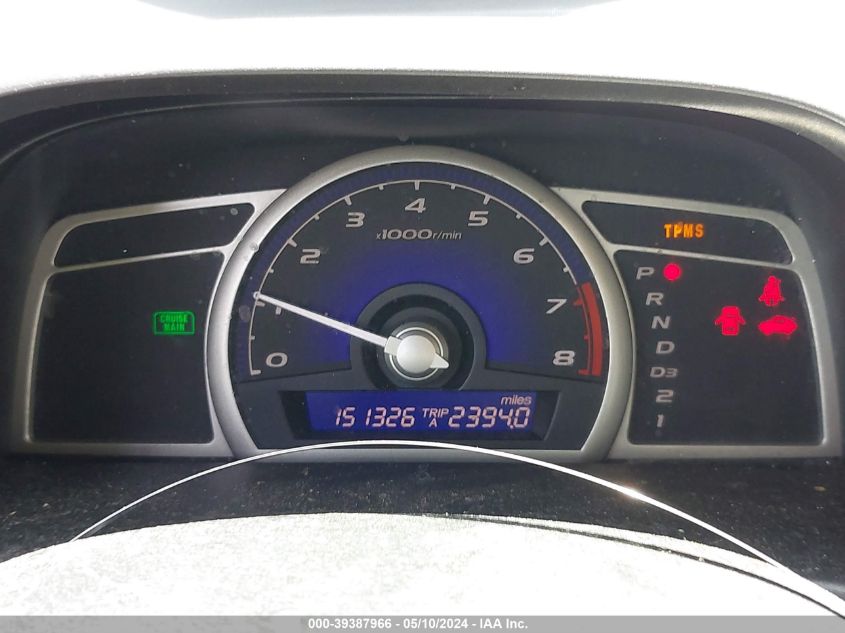 4
3 5
x1000r/min
2 6
1 7
0 8
miles
151326 TRIP A 2394.0
CRUISE MAIN
TPMS
P
R
N
D
D3
2
1
000-39387966 - 05/10/2024 - IAA Inc.